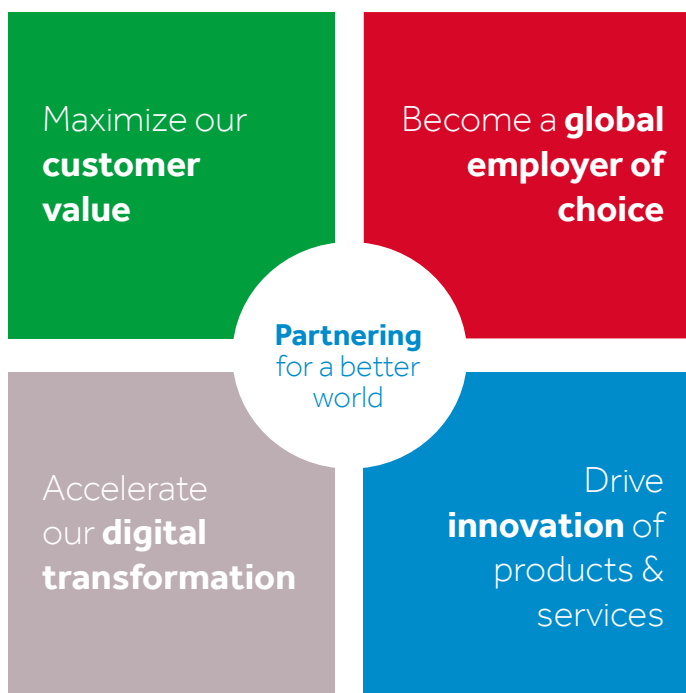 Maximize our
customer
value
Become a global
employer of
choice
Partnering
for a better
world
Accelerate
our digital
transformation
Drive
innovation of
products &
services